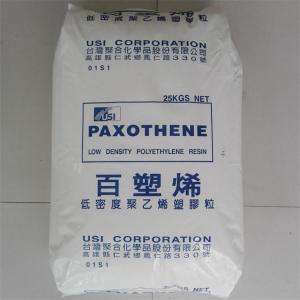 USI CORPORATION
台灣聚合化學品股份有限公司
高雄縣仁武鄉鳳仁路330號
01S1
25KGS NET
USI
PAXOTHENE
LOW DENSITY POLYETHYLENE RESIN
百塑烯
低密度聚乙烯塑膠粒
USI CORPORATION
台灣聚合化學品股份有限公司
高雄縣仁武鄉鳳仁路330號
01S1